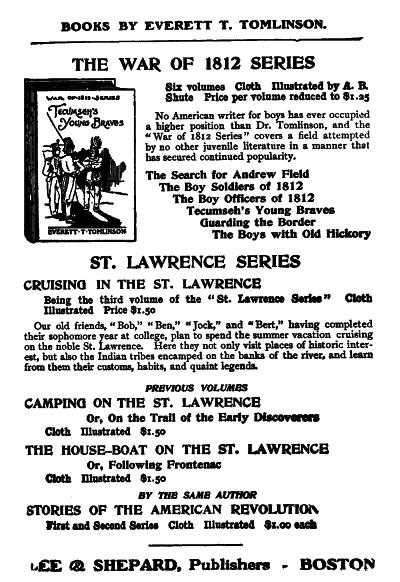 BOOKS BY EVERETT T. TOMLINSON.
THE WAR OF 1812 SERIES
WAR-OF-1812-SERIES
TECUMSEH'S
YOUNG BRAVES
EVERETT·T·TOMLINSON
Six volumes Cloth Illustrated by A. B.
Shute Price per volume reduced to $1.25
No American writer for boys has ever occupied
a higher position than Dr. Tomlinson, and the
"War of 1812 Series" covers a field attempted
by no other juvenile literature in a manner that
has secured continued popularity.
The Search for Andrew Field
The Boy Soldiers of 1812
The Boy Officers of 1812
Tecumseh's Young Braves
Guarding the Border
The Boys with Old Hickory
ST. LAWRENCE SERIES
CRUISING IN THE ST. LAWRENCE
Being the third volume of the "St. Lawrence Series" Cloth
Illustrated Price $1.50
Our old friends, "Bob," "Ben," "Jock," and "Bert," having completed
their sophomore year at college, plan to spend the summer vacation cruising
on the noble St. Lawrence. Here they not only visit places of historic inter-
est, but also the Indian tribes encamped on the banks of the river, and learn
from them their customs, habits, and quaint legends.
PREVIOUS VOLUMES
CAMPING ON THE ST. LAWRENCE
Or, On the Trail of the Early Discoverers
Cloth Illustrated $1.50
THE HOUSE-BOAT ON THE ST. LAWRENCE
Or, Following Frontenac
Cloth Illustrated $1.50
BY THE SAME AUTHOR
STORIES OF THE AMERICAN REVOLUTION
First and Second Series Cloth Illustrated $1.00 each
LEE & SHEPARD, Publishers - BOSTON